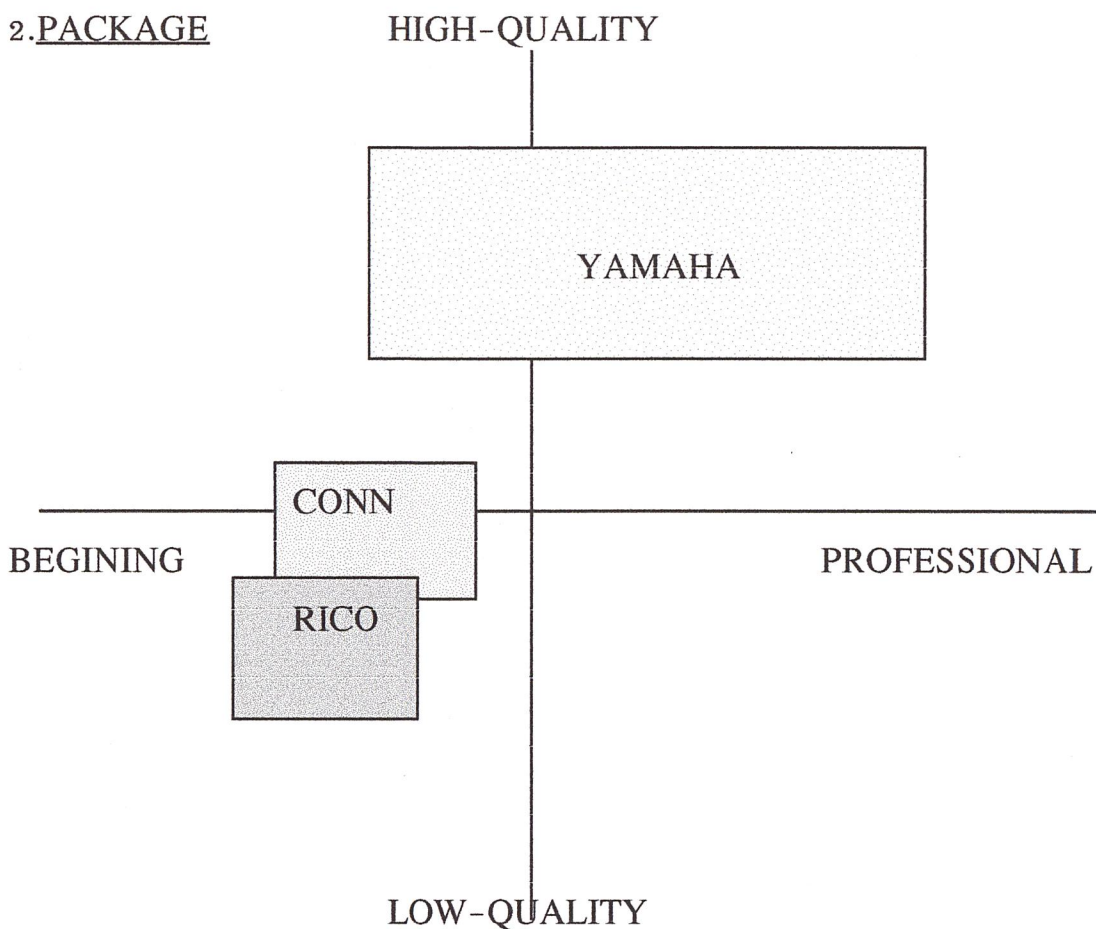 2.PACKAGE
HIGH-QUALITY
YAMAHA
CONN
BEGINING
PROFESSIONAL
RICO
LOW-QUALITY